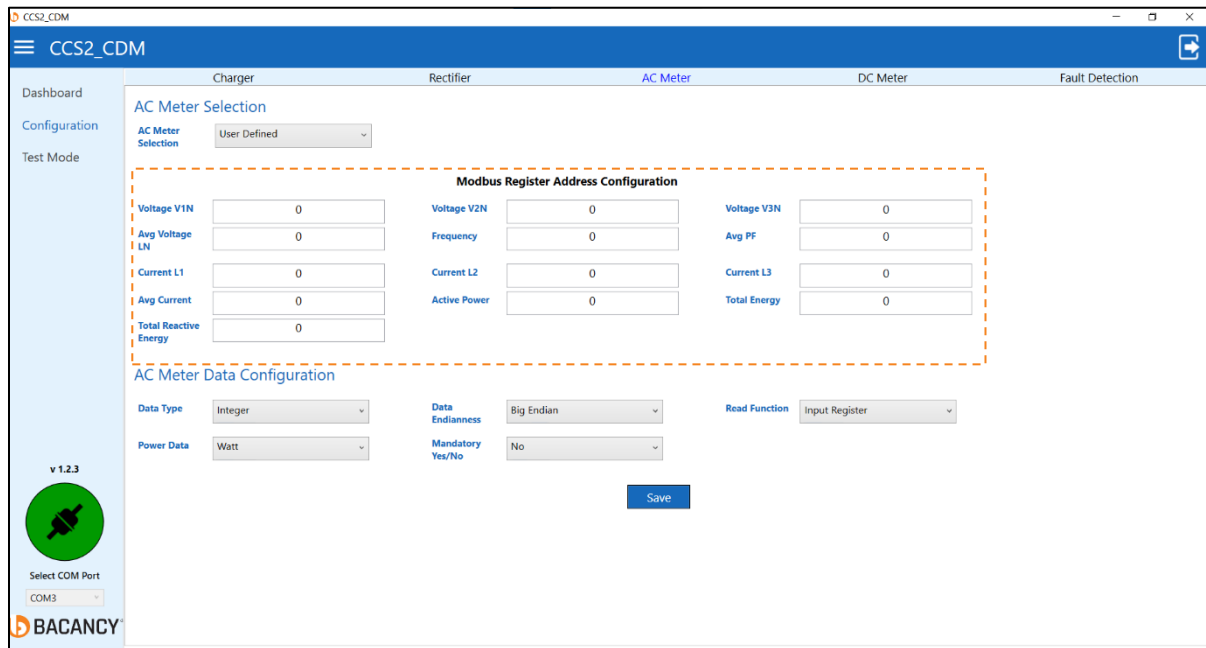 CCS2_CDM
CCS2_CDM
Charger Rectifier AC Meter DC Meter Fault Detection
Dashboard
Configuration
Test Mode
AC Meter Selection
AC Meter
Selection
User Defined
Modbus Register Address Configuration
Voltage V1N 0 Voltage V2N 0 Voltage V3N 0
Avg Voltage
LN
0 Frequency 0 Avg PF 0
Current L1 0 Current L2 0 Current L3 0
Avg Current 0 Active Power 0 Total Energy 0
Total Reactive
Energy
0
AC Meter Data Configuration
Data Type Integer
Data
Endianness
Big Endian
Read Function Input Register
Power Data Watt
Mandatory
Yes/No
No
Save
v 1.2.3
Select COM Port
COM3
BACANCY